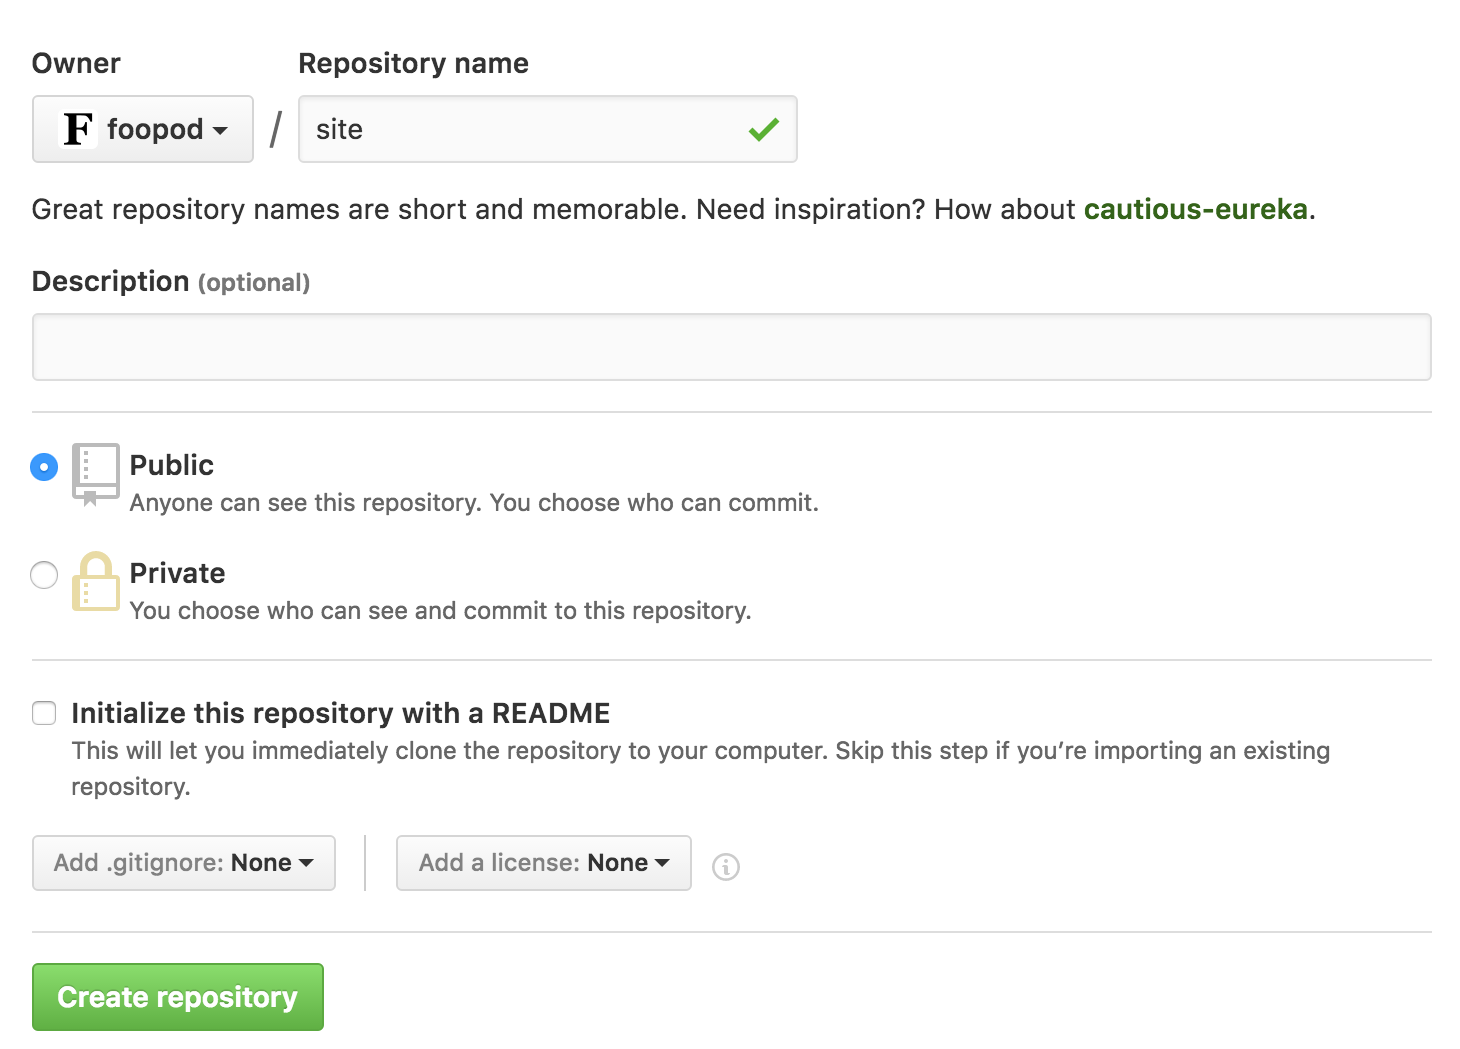 Owner
Repository name
F foopod
/
site
Great repository names are short and memorable. Need inspiration? How about cautious-eureka.
Description (optional)
Public
Anyone can see this repository. You choose who can commit.
Private
You choose who can see and commit to this repository.
Initialize this repository with a README
This will let you immediately clone the repository to your computer. Skip this step if you’re importing an existing
repository.
Add .gitignore: None
Add a license: None
Create repository